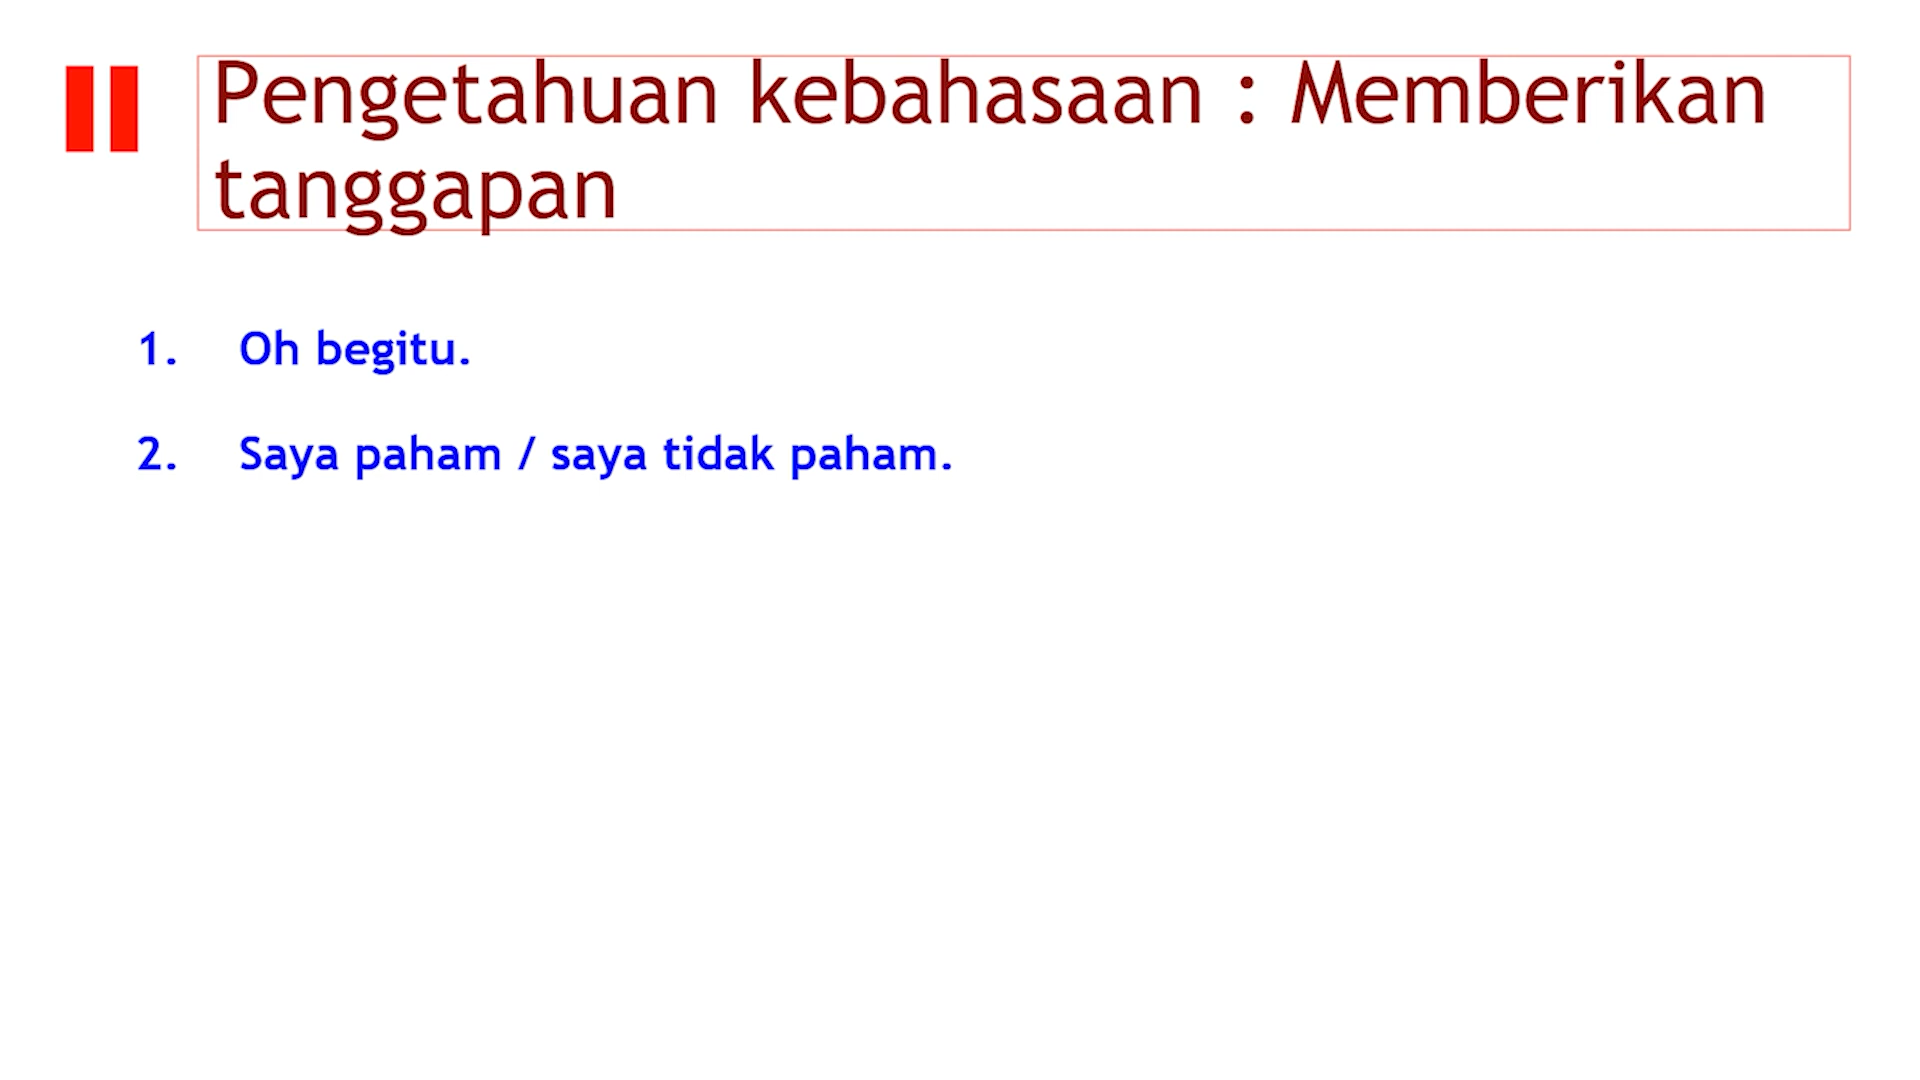 Pengetahuan kebahasaan : Memberikan
tanggapan
1. Oh begitu.
2. Saya paham / saya tidak paham.